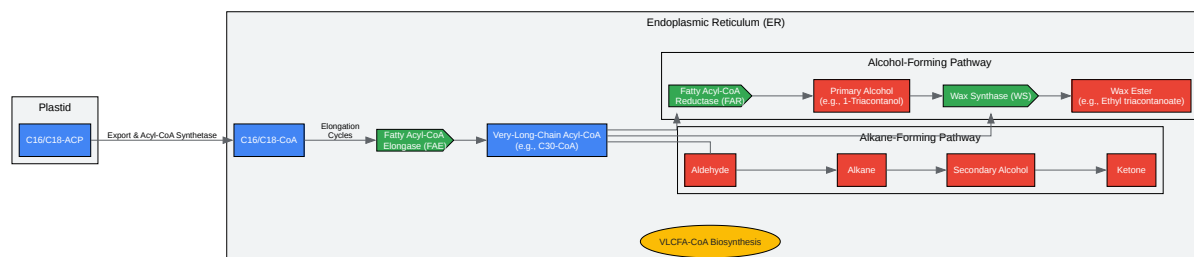 Endoplasmic Reticulum (ER)
Alcohol-Forming Pathway
Fatty Acyl-CoA
Reductase (FAR)
Primary Alcohol
(e.g., 1-Triacontanol)
Wax Synthase (WS)
Wax Ester
(e.g., Ethyl triacontanoate)
Plastid
C16/C18-ACP
Export & Acyl-CoA Synthetase
C16/C18-CoA
Elongation
Cycles
Fatty Acyl-CoA
Elongase (FAE)
Very-Long-Chain Acyl-CoA
(e.g., C30-CoA)
Alkane-Forming Pathway
Aldehyde
Alkane
Secondary Alcohol
Ketone
VLCFA-CoA Biosynthesis